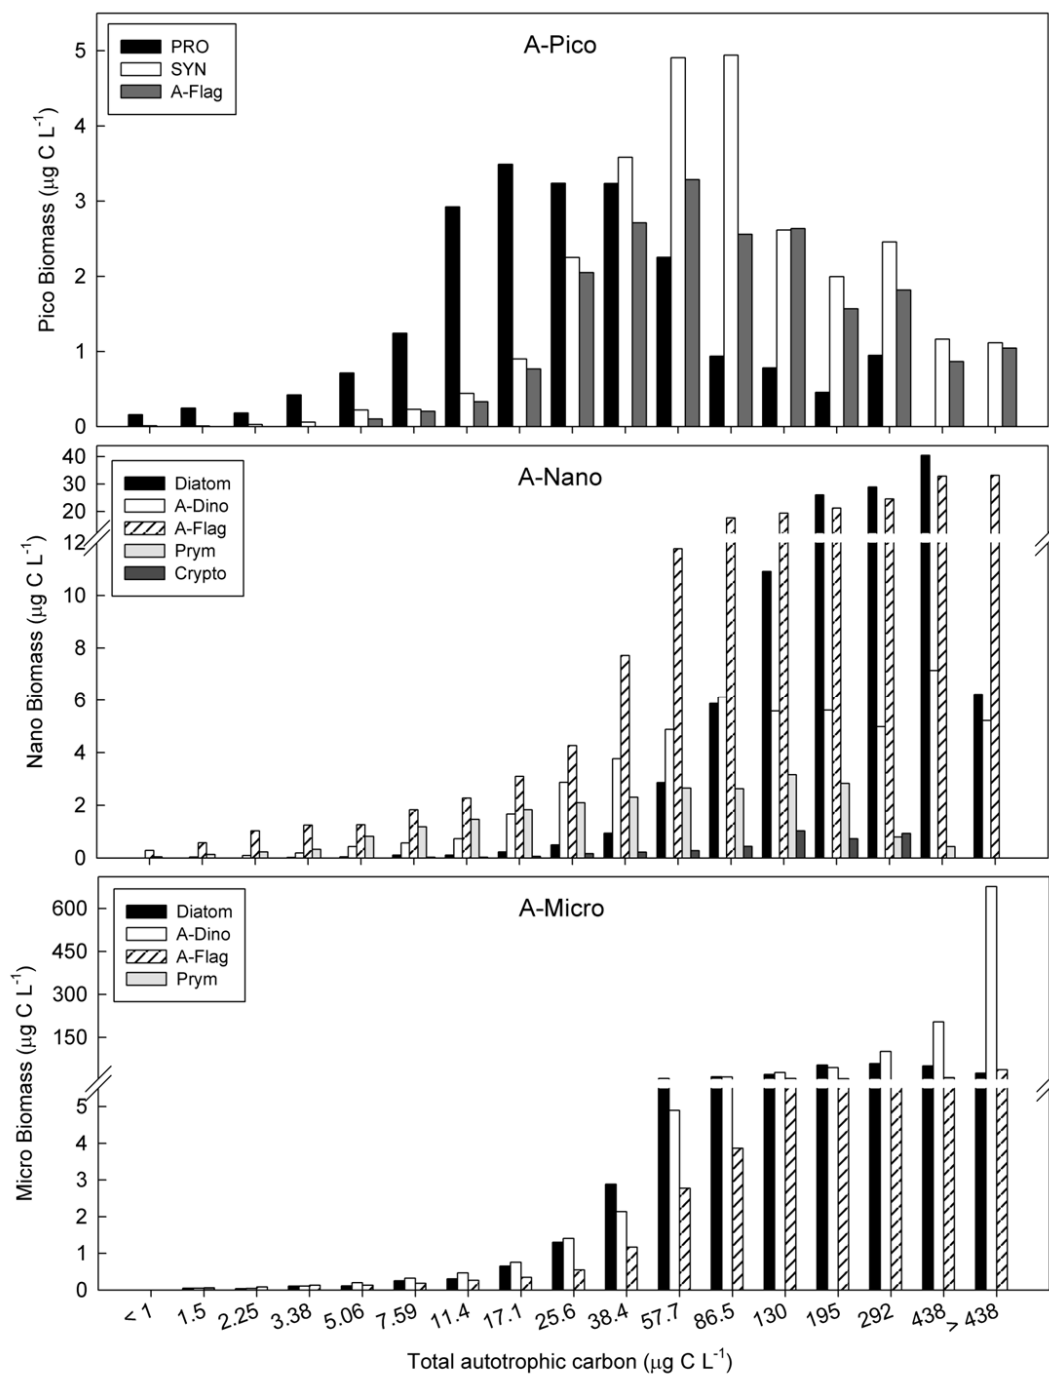 A-Pico
PRO
SYN
A-Flag
Pico Biomass (µg C L⁻¹)
5
4
3
2
1
0
A-Nano
Diatom
A-Dino
A-Flag
Prym
Crypto
Nano Biomass (µg C L⁻¹)
40
30
20
12
10
8
6
4
2
0
A-Micro
Diatom
A-Dino
A-Flag
Prym
Micro Biomass (µg C L⁻¹)
600
450
300
150
5
4
3
2
1
0
< 1 1.5 2.25 3.38 5.06 7.59 11.4 17.1 25.6 38.4 57.7 86.5 130 195 292 438 > 438
Total autotrophic carbon (µg C L⁻¹)